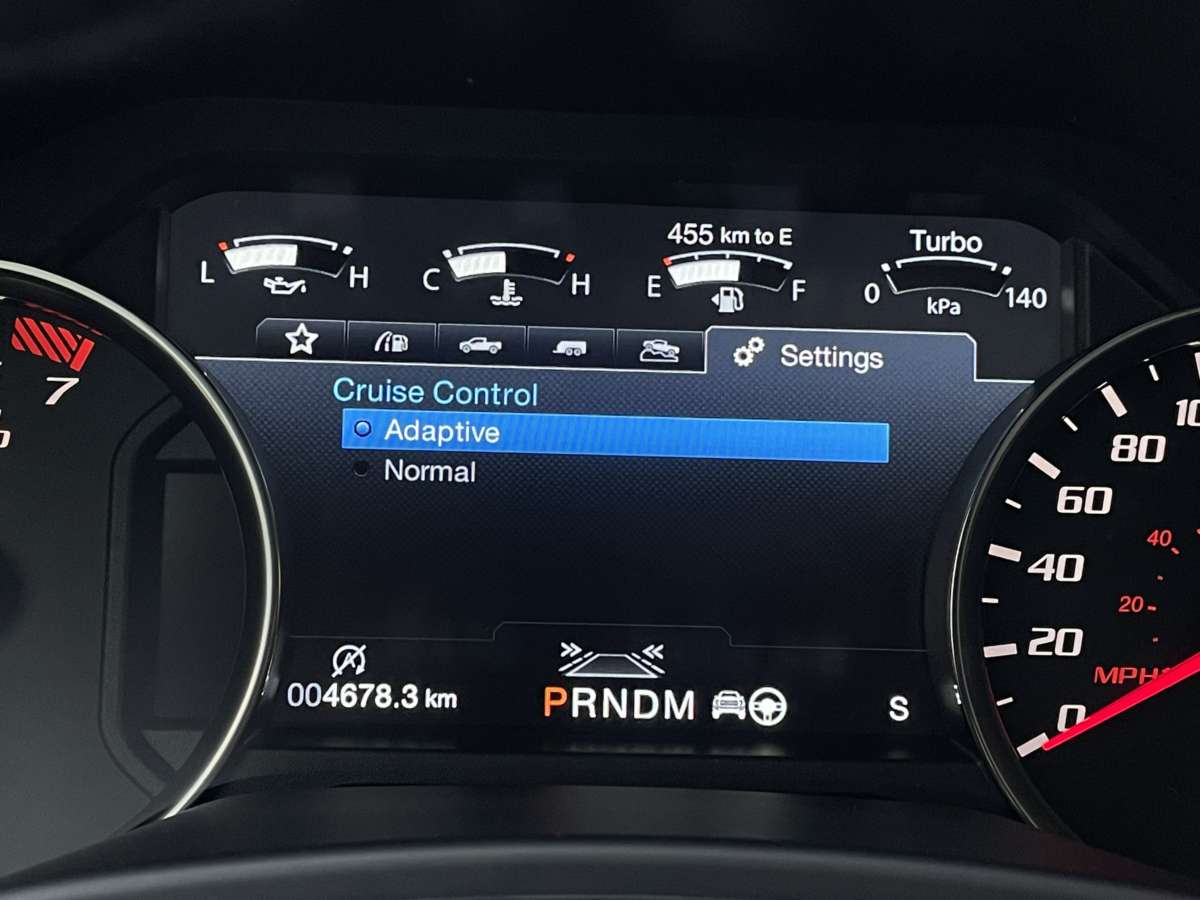 455 km to E
Turbo
L H
C H
E F
0 kPa 140
Settings
Cruise Control
Adaptive
Normal
7
80
60
40
20
0
40
20
MPH
A
004678.3 km
PRNDM
S